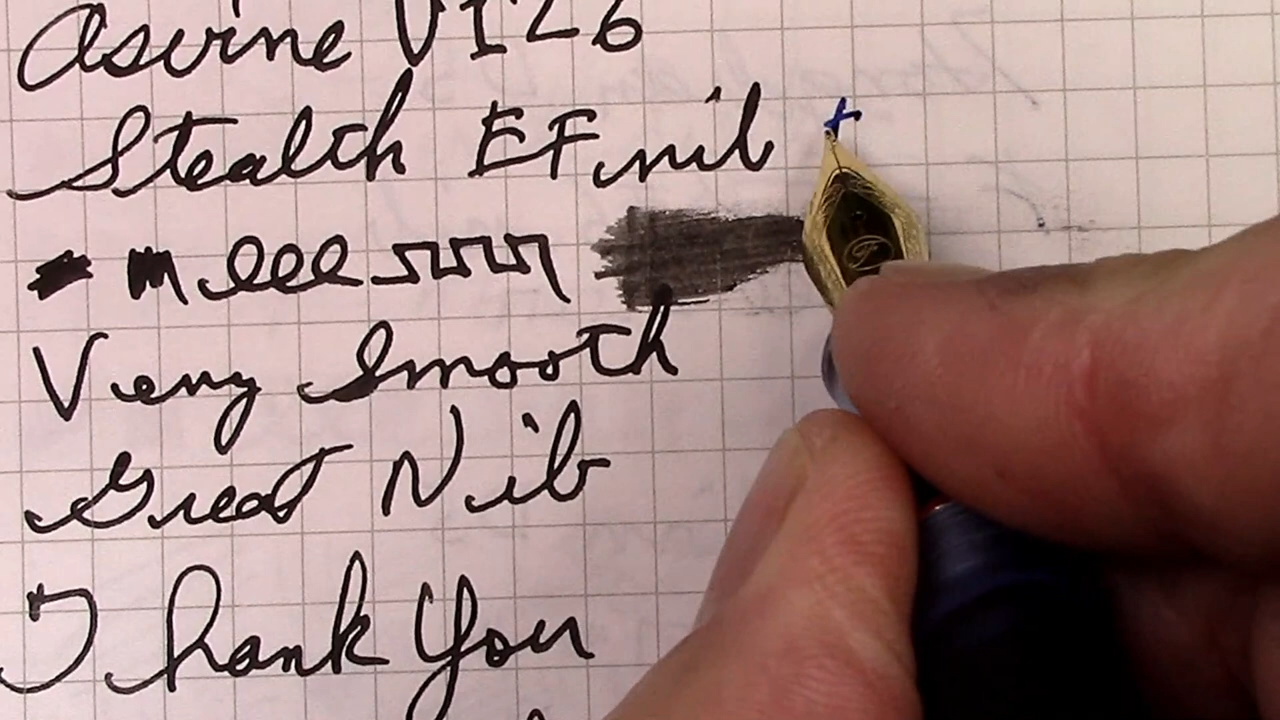 Asvine V126
Stealth EF nib
Very Smooth
Great Nib
Thank You